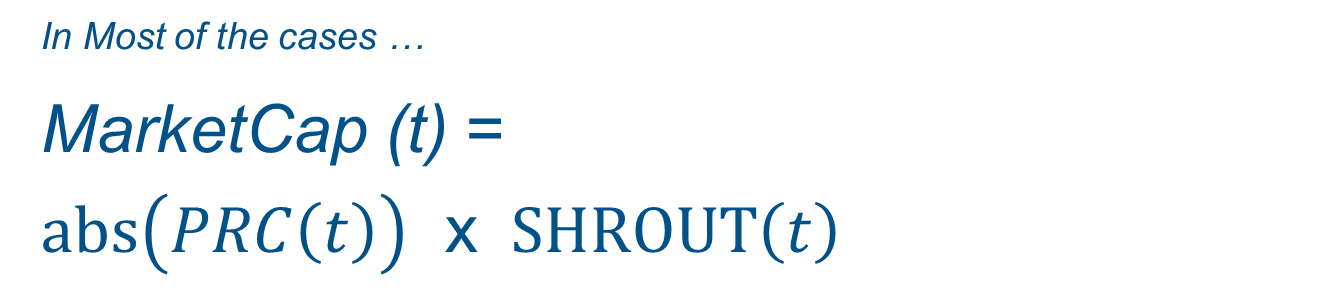 In Most of the cases …
MarketCap (t) =
abs(PRC(t)) x SHROUT(t)